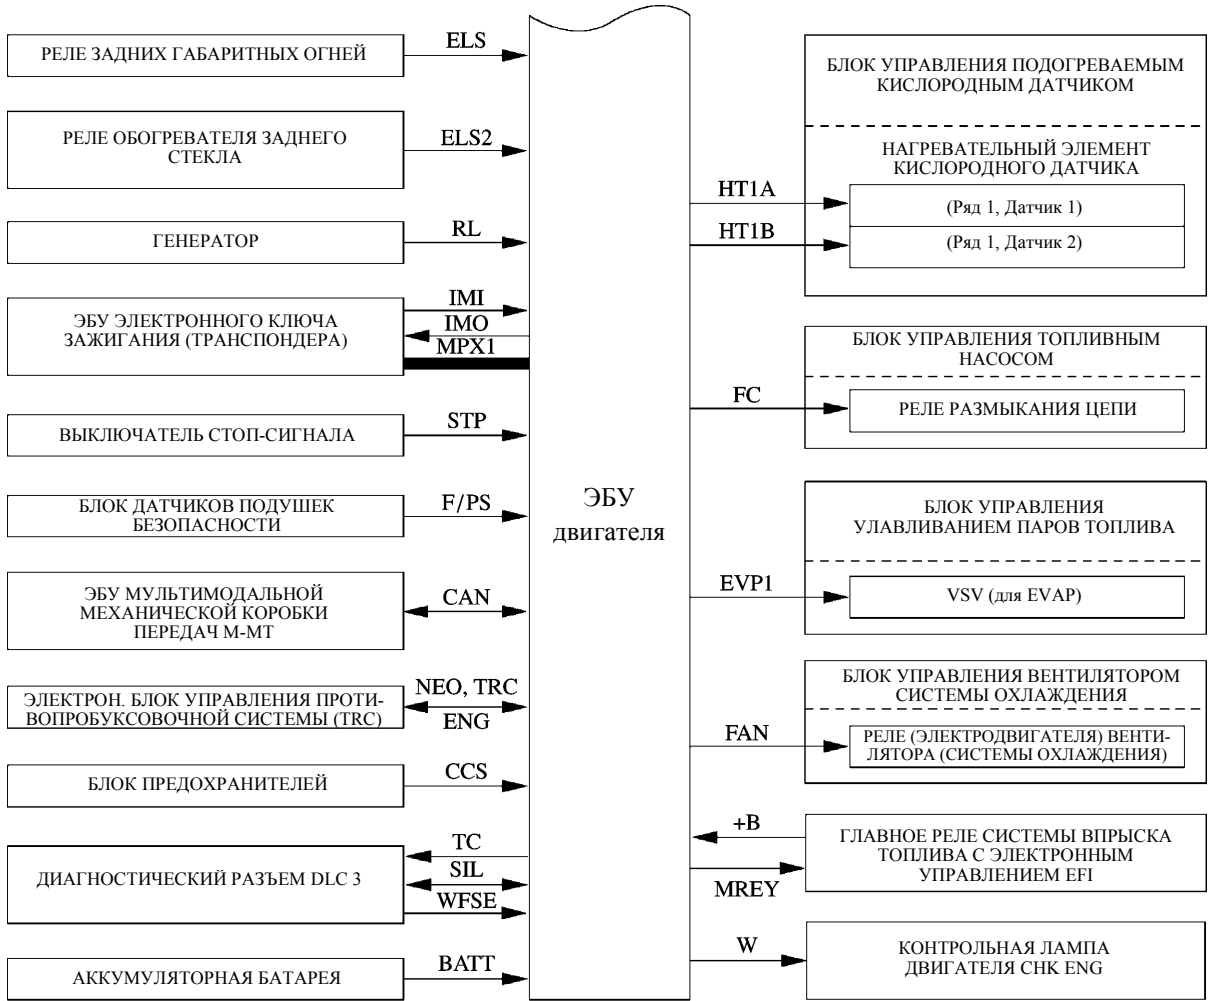 РЕЛЕ ЗАДНИХ ГАБАРИТНЫХ ОГНЕЙ
ELS
РЕЛЕ ОБОГРЕВАТЕЛЯ ЗАДНЕГО
СТЕКЛА
ELS2
ГЕНЕРАТОР
RL
ЭБУ ЭЛЕКТРОННОГО КЛЮЧА
ЗАЖИГАНИЯ (ТРАНСПОНДЕРА)
IMI
IMO
MPX1
ВЫКЛЮЧАТЕЛЬ СТОП-СИГНАЛА
STP
БЛОК ДАТЧИКОВ ПОДУШЕК
БЕЗОПАСНОСТИ
F/PS
ЭБУ МУЛЬТИМОДАЛЬНОЙ
МЕХАНИЧЕСКОЙ КОРОБКИ
ПЕРЕДАЧ М-МТ
CAN
ЭЛЕКТРОН. БЛОК УПРАВЛЕНИЯ ПРОТИ-
ВОПРОБУКСОВОЧНОЙ СИСТЕМЫ (TRC)
NEO, TRC
ENG
БЛОК ПРЕДОХРАНИТЕЛЕЙ
CCS
ДИАГНОСТИЧЕСКИЙ РАЗЪЕМ DLC 3
TC
SIL
WFSE
АККУМУЛЯТОРНАЯ БАТАРЕЯ
BATT
ЭБУ
двигателя
БЛОК УПРАВЛЕНИЯ ПОДОГРЕВАЕМЫМ
КИСЛОРОДНЫМ ДАТЧИКОМ
НАГРЕВАТЕЛЬНЫЙ ЭЛЕМЕНТ
КИСЛОРОДНОГО ДАТЧИКА
HT1A
(Ряд 1, Датчик 1)
HT1B
(Ряд 1, Датчик 2)
БЛОК УПРАВЛЕНИЯ ТОПЛИВНЫМ
НАСОСОМ
FC
РЕЛЕ РАЗМЫКАНИЯ ЦЕПИ
БЛОК УПРАВЛЕНИЯ
УЛАВЛИВАНИЕМ ПАРОВ ТОПЛИВА
EVP1
VSV (для EVAP)
БЛОК УПРАВЛЕНИЯ ВЕНТИЛЯТОРОМ
СИСТЕМЫ ОХЛАЖДЕНИЯ
FAN
РЕЛЕ (ЭЛЕКТРОДВИГАТЕЛЯ) ВЕНТИ-
ЛЯТОРА (СИСТЕМЫ ОХЛАЖДЕНИЯ)
+B
MREY
ГЛАВНОЕ РЕЛЕ СИСТЕМЫ ВПРЫСКА
ТОПЛИВА С ЭЛЕКТРОННЫМ
УПРАВЛЕНИЕМ EFI
W
КОНТРОЛЬНАЯ ЛАМПА
ДВИГАТЕЛЯ CHK ENG